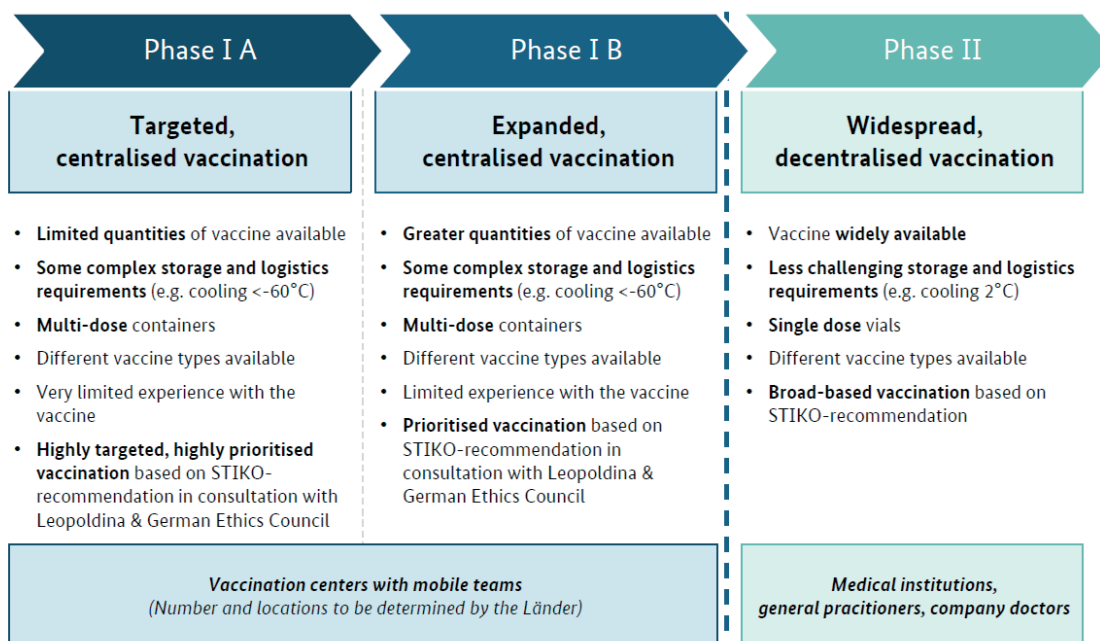 Phase I A
Phase I B
Phase II
Targeted,
centralised vaccination
Expanded,
centralised vaccination
Widespread,
decentralised vaccination
• Limited quantities of vaccine available
• Some complex storage and logistics
requirements (e.g. cooling <-60°C)
• Multi-dose containers
• Different vaccine types available
• Very limited experience with the
vaccine
• Highly targeted, highly prioritised
vaccination based on STIKO-
recommendation in consultation with
Leopoldina & German Ethics Council
• Greater quantities of vaccine available
• Some complex storage and logistics
requirements (e.g. cooling <-60°C)
• Multi-dose containers
• Different vaccine types available
• Limited experience with the vaccine
• Prioritised vaccination based on
STIKO-recommendation in
consultation with Leopoldina &
German Ethics Council
• Vaccine widely available
• Less challenging storage and logistics
requirements (e.g. cooling 2°C)
• Single dose vials
• Different vaccine types available
• Broad-based vaccination based on
STIKO-recommendation
Vaccination centers with mobile teams
(Number and locations to be determined by the Länder)
Medical institutions,
general pracitioners, company doctors